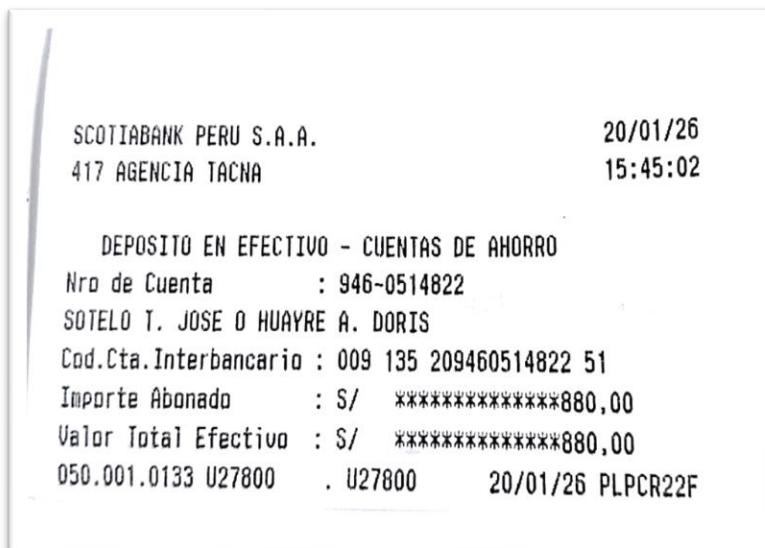 SCOTIABANK PERU S.A.A. 20/01/26
417 AGENCIA TACNA 15:45:02
DEPOSITO EN EFECTIVO - CUENTAS DE AHORRO
Nro de Cuenta : 946-0514822
SOTELO T. JOSE O HUAYRE A. DORIS
Cod.Cta.Interbancario : 009 135 209460514822 51
Importe Abonado : S/ **************880,00
Valor Total Efectivo : S/ **************880,00
050.001.0133 U27800 . U27800 20/01/26 PLPCR22F